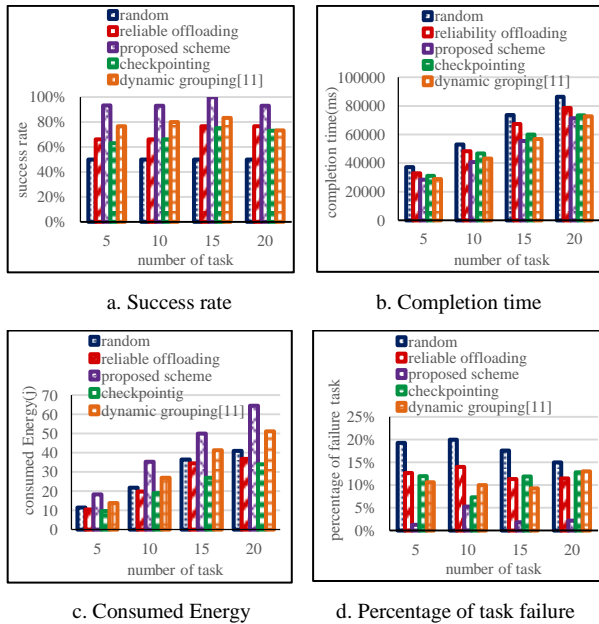 random
reliable offloading
proposed scheme
checkpointing
dynamic grouping[11]
success rate
100%
80%
60%
40%
20%
0%
5 10 15 20
number of task
a. Success rate
random
reliability offloading
proposed scheme
checkpointing
dynamic groping[11]
completion time(ms)
100000
80000
60000
40000
20000
0
5 10 15 20
number of task
b. Completion time
random
reliable offloading
proposed scheme
checkpointig
dynamic grouping[11]
consumed Energy(j)
70
60
50
40
30
20
10
0
5 10 15 20
number of task
c. Consumed Energy
random
reliable offloading
proposed scheme
checkpointing
dynamic grouping[11]
percentage of failure task
25%
20%
15%
10%
5%
0%
5 10 15 20
number of task
d. Percentage of task failure